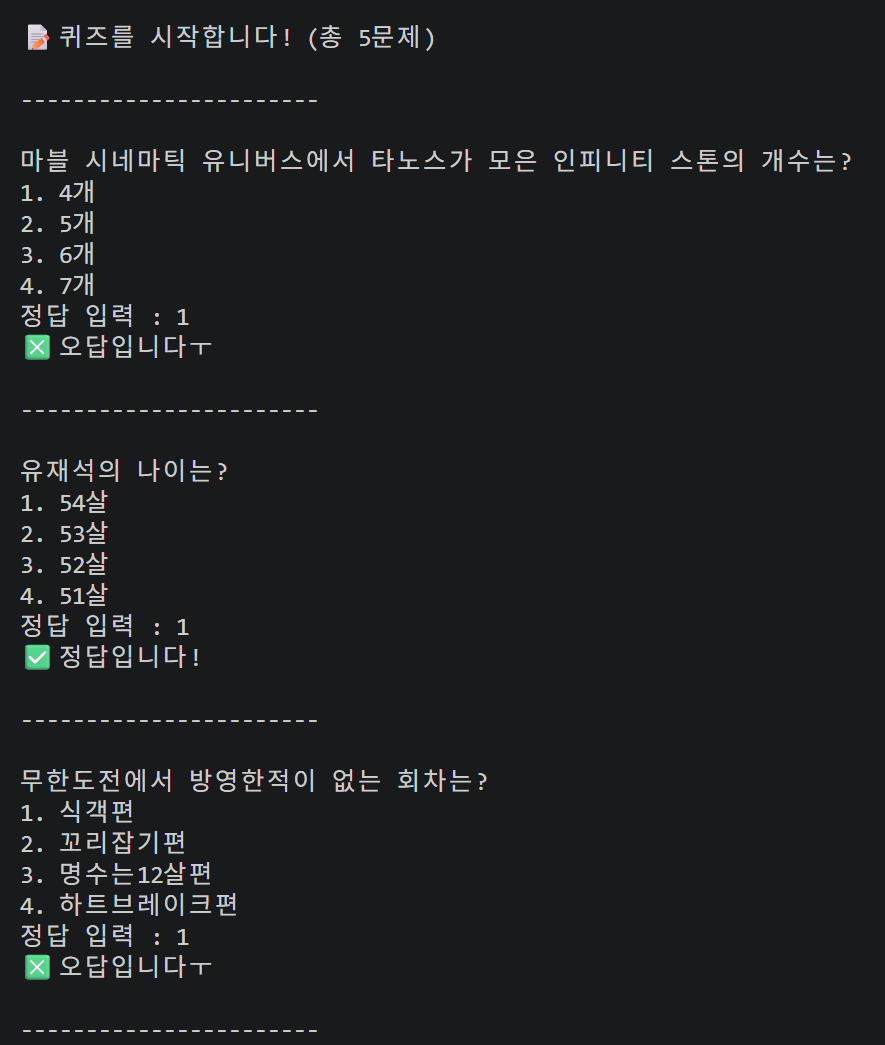 📝 퀴즈를 시작합니다! (총 5문제)
-----------------------
마블 시네마틱 유니버스에서 타노스가 모은 인피니티 스톤의 개수는?
1. 4개
2. 5개
3. 6개
4. 7개
정답 입력 : 1
❎ 오답입니다ㅜ
-----------------------
유재석의 나이는?
1. 54살
2. 53살
3. 52살
4. 51살
정답 입력 : 1
✅ 정답입니다!
-----------------------
무한도전에서 방영한적이 없는 회차는?
1. 식객편
2. 꼬리잡기편
3. 명수는12살편
4. 하트브레이크편
정답 입력 : 1
❎ 오답입니다ㅜ
-----------------------